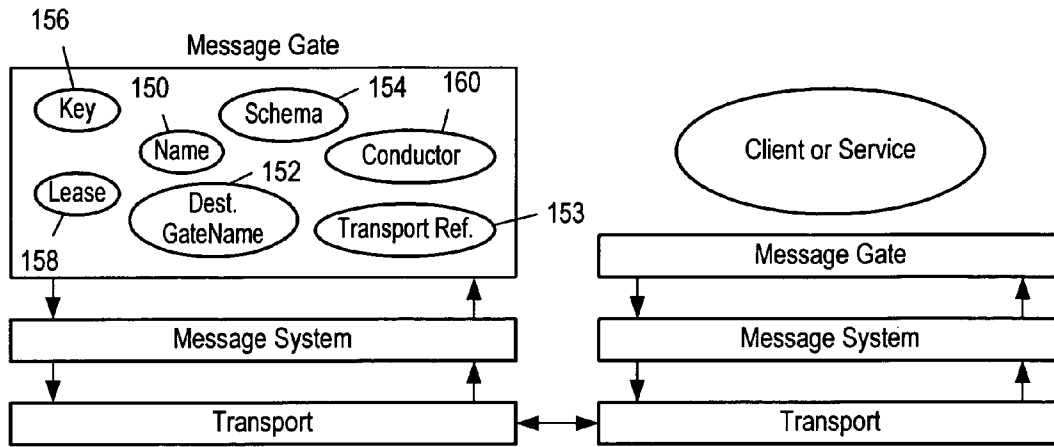 156
Message Gate
150
154
160
Key
Schema
Name
Conductor
Client or Service
152
Lease
Dest.
GateName
Transport Ref.
153
158
Message Gate
Message System
Message System
Transport
Transport